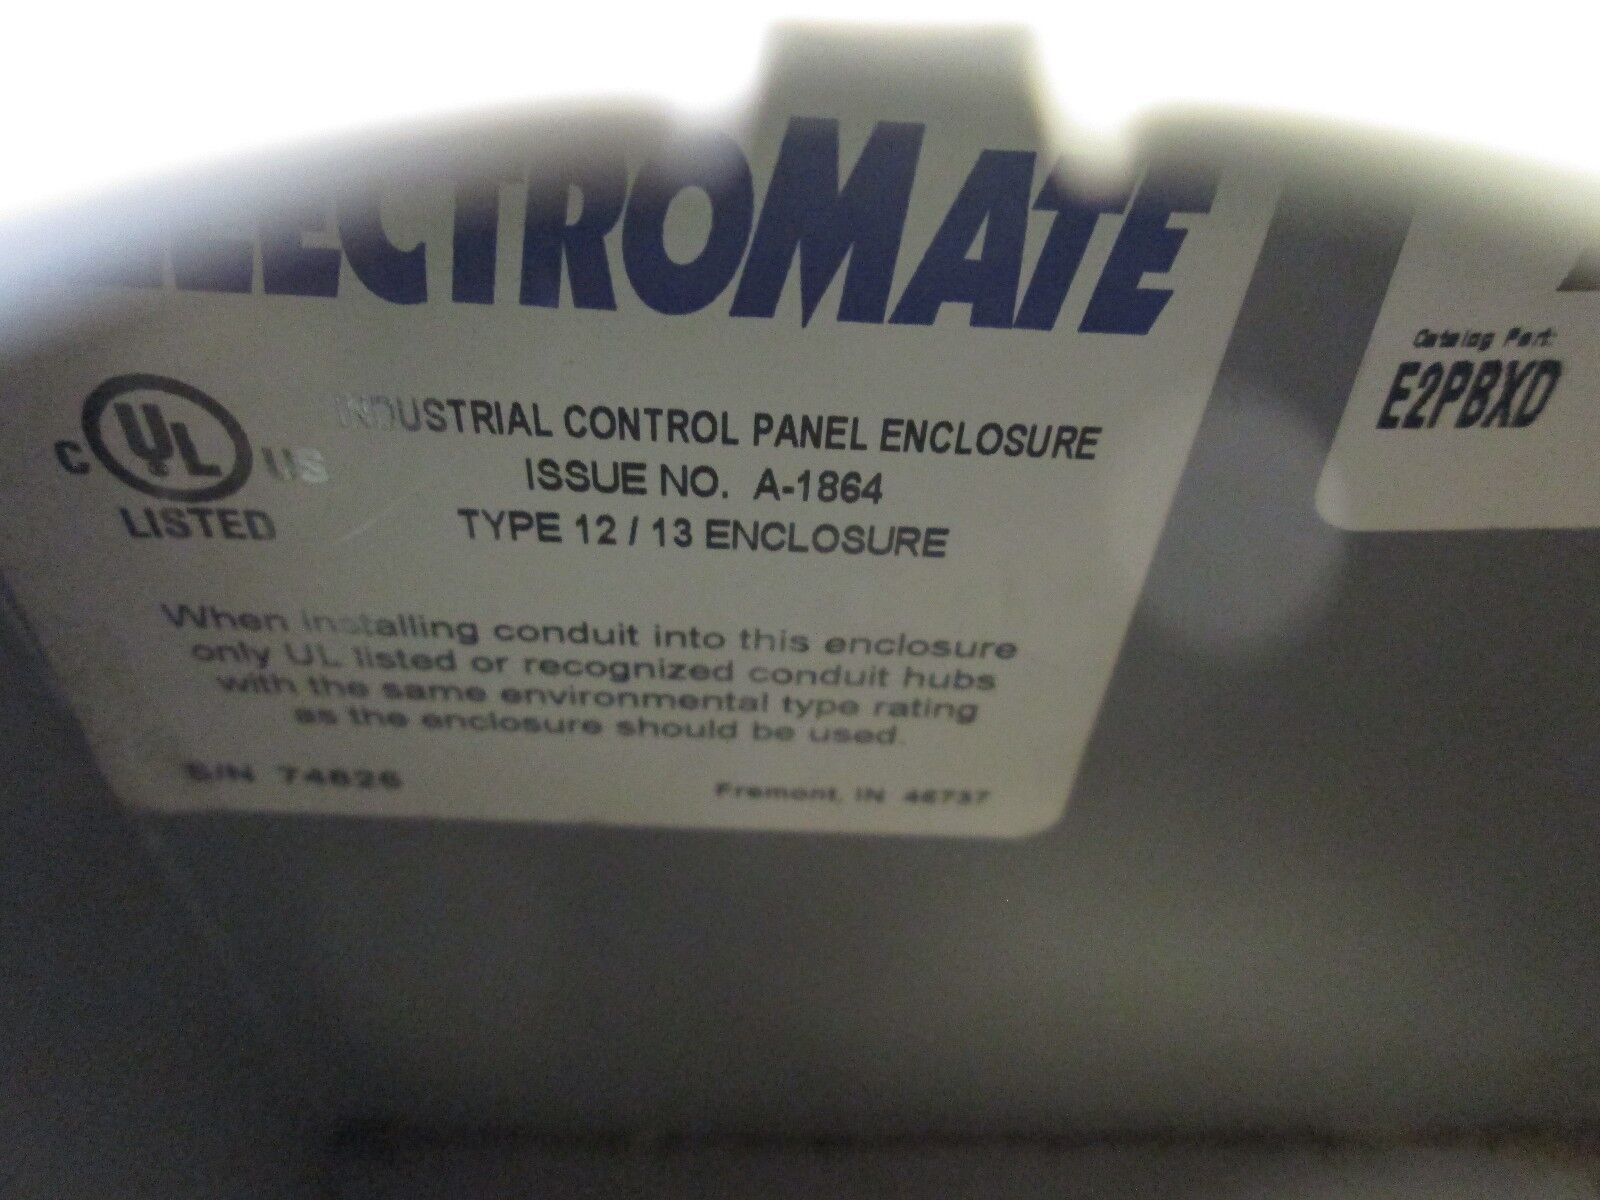 ELECTROMATE
C UL US
LISTED
INDUSTRIAL CONTROL PANEL ENCLOSURE
ISSUE NO. A-1864
TYPE 12 / 13 ENCLOSURE
When installing conduit into this enclosure
only UL listed or recognized conduit hubs
with the same environmental type rating
as the enclosure should be used.
S/N 74826
Fremont, IN 46737
Catalog Part:
E2PBXD